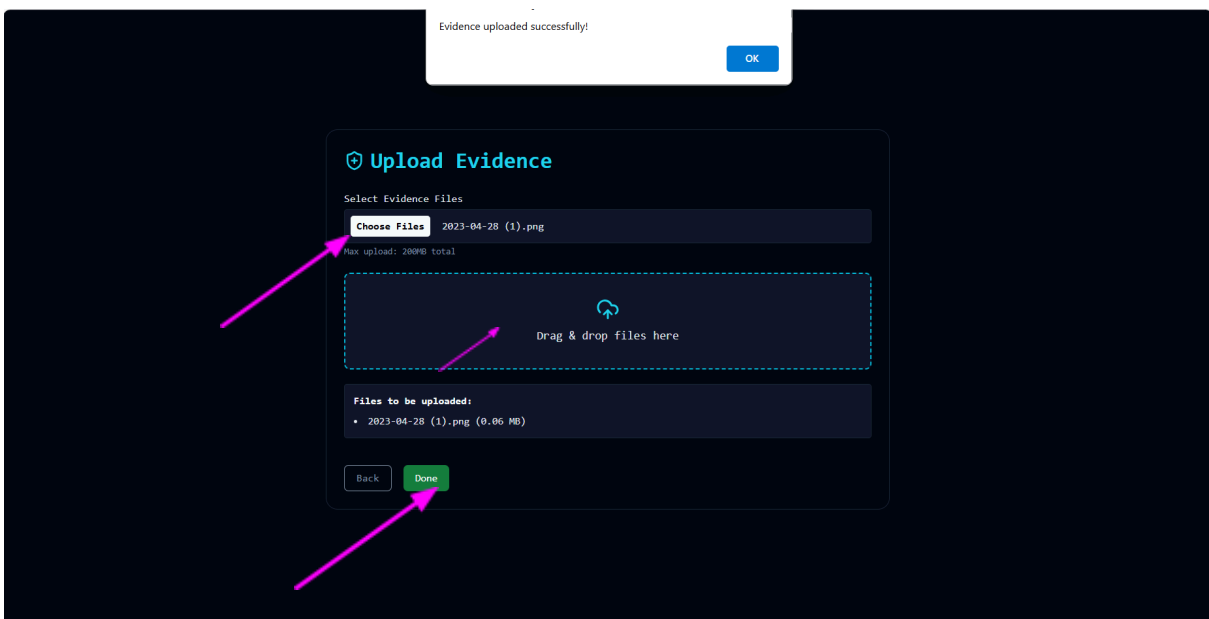 Evidence uploaded successfully!
OK
Upload Evidence
Select Evidence Files
Choose Files 2023-04-28 (1).png
Max upload: 200MB total
Drag & drop files here
Files to be uploaded:
• 2023-04-28 (1).png (0.06 MB)
Back Done